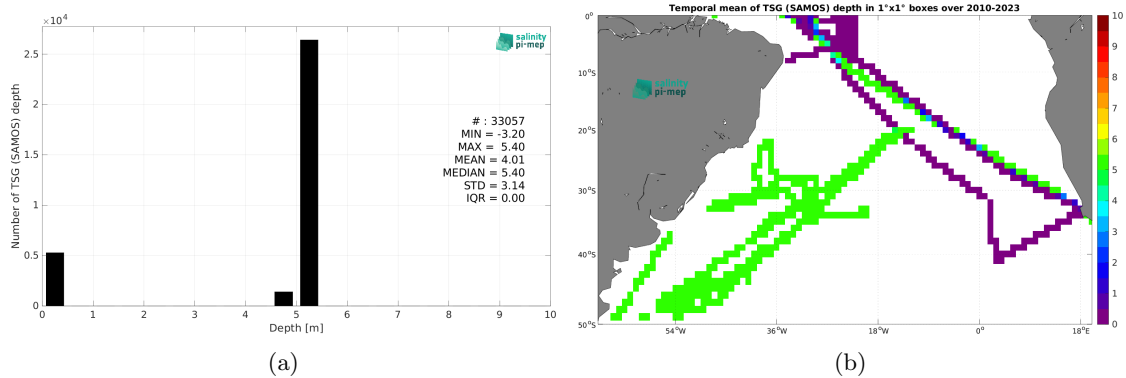 ×10⁴
2.5
2
1.5
1
0.5
0
0 1 2 3 4 5 6 7 8 9 10
Number of TSG (SAMOS) depth
Depth [m]
salinity
pi-mep
# : 33057
MIN = -3.20
MAX = 5.40
MEAN = 4.01
MEDIAN = 5.40
STD = 3.14
IQR = 0.00
(a)
Temporal mean of TSG (SAMOS) depth in 1°x1° boxes over 2010-2023
0°
10°S
20°S
30°S
40°S
50°S
54°W 36°W 18°W 0° 18°E
salinity
pi-mep
10
9
8
7
6
5
4
3
2
1
0
(b)